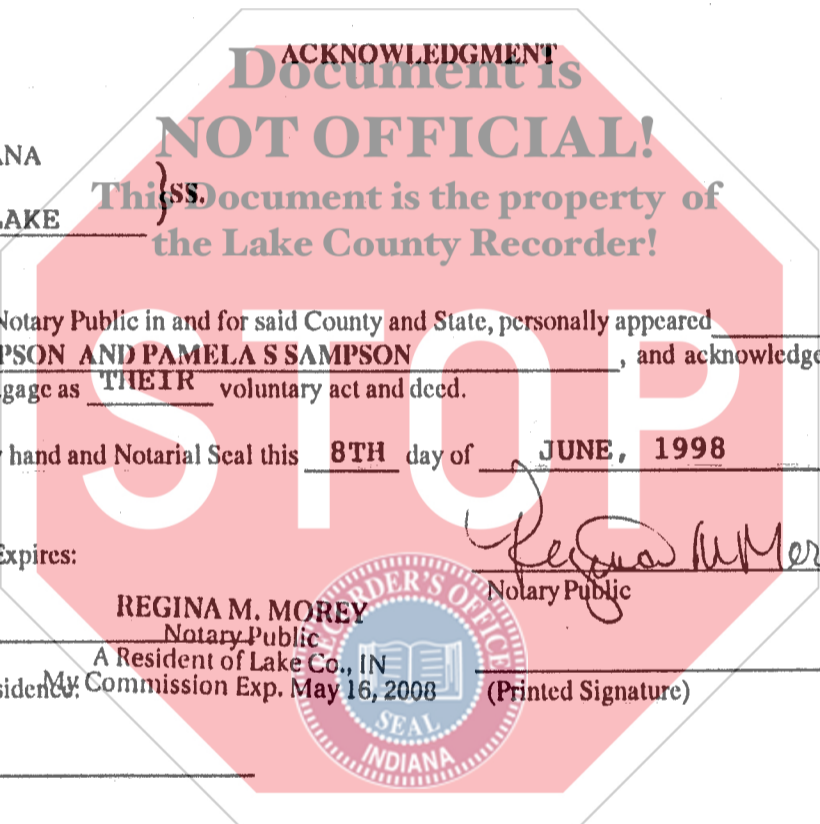 ACKNOWLEDGMENT
Document is
NOT OFFICIAL!
ANA
This Document is the property of
}SS.
LAKE
the Lake County Recorder!
Notary Public in and for said County and State, personally appeared
PSON AND PAMELA S SAMPSON, and acknowledge
gage as THEIR voluntary act and deed.
hand and Notarial Seal this 8TH day of JUNE, 1998
STOP
Regina M Mor
Expires:
Notary Public
REGINA M. MOREY
Notary Public
A Resident of Lake Co., IN
sidence: My Commission Exp. May 16, 2008
(Printed Signature)
RECORDER'S OFFICE
SEAL
INDIANA